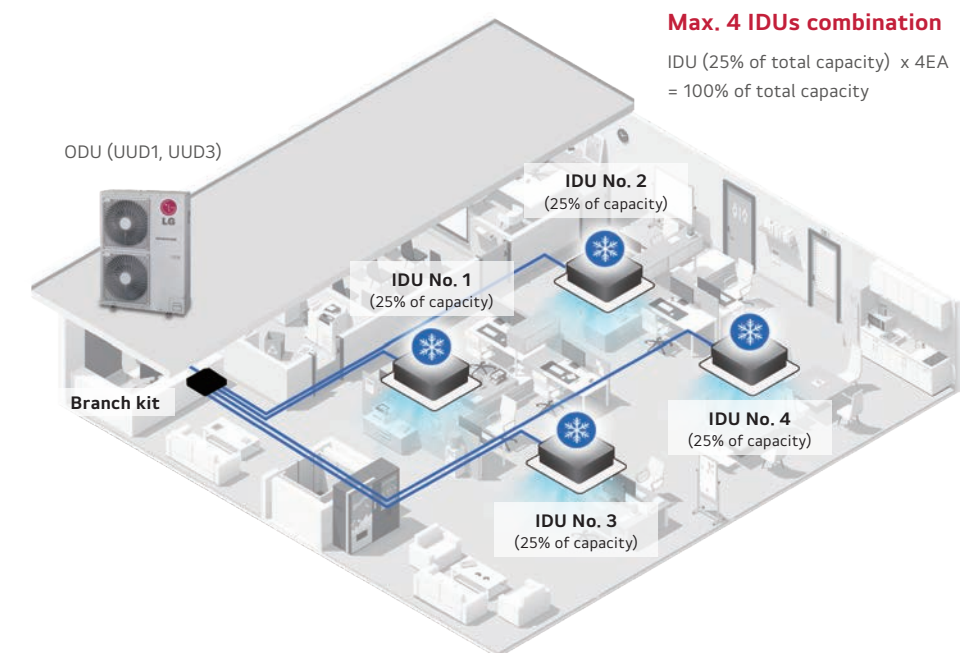 Max. 4 IDUs combination
IDU (25% of total capacity) x 4EA
= 100% of total capacity
ODU (UUD1, UUD3)
LG
IDU No. 2
(25% of capacity)
IDU No. 1
(25% of capacity)
Branch kit
IDU No. 4
(25% of capacity)
IDU No. 3
(25% of capacity)